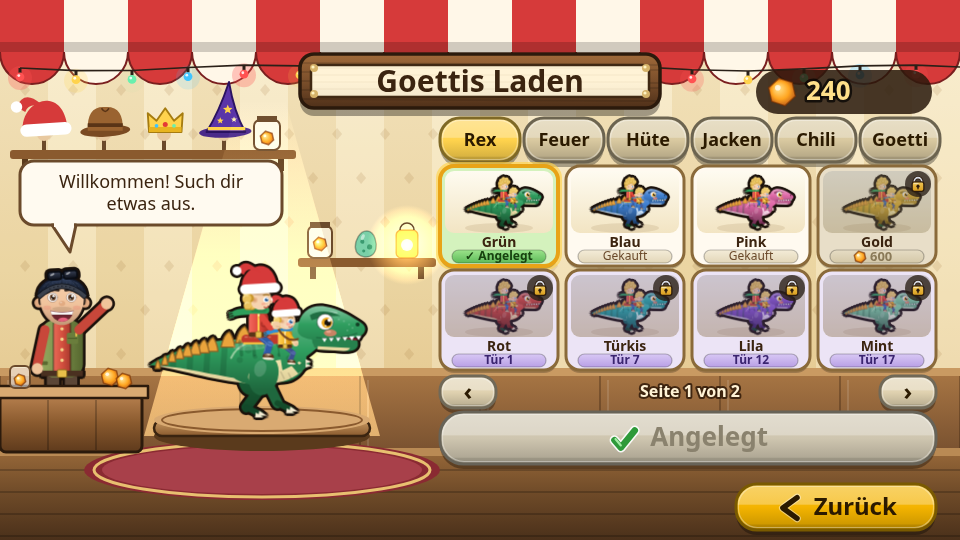 Goettis Laden
240
Rex
Feuer
Hüte
Jacken
Chili
Goetti
Willkommen! Such dir
etwas aus.
Grün
✓ Angelegt
Blau
Gekauft
Pink
Gekauft
Gold
600
Rot
Tür 1
Türkis
Tür 7
Lila
Tür 12
Mint
Tür 17
‹
Seite 1 von 2
›
Angelegt
Zurück